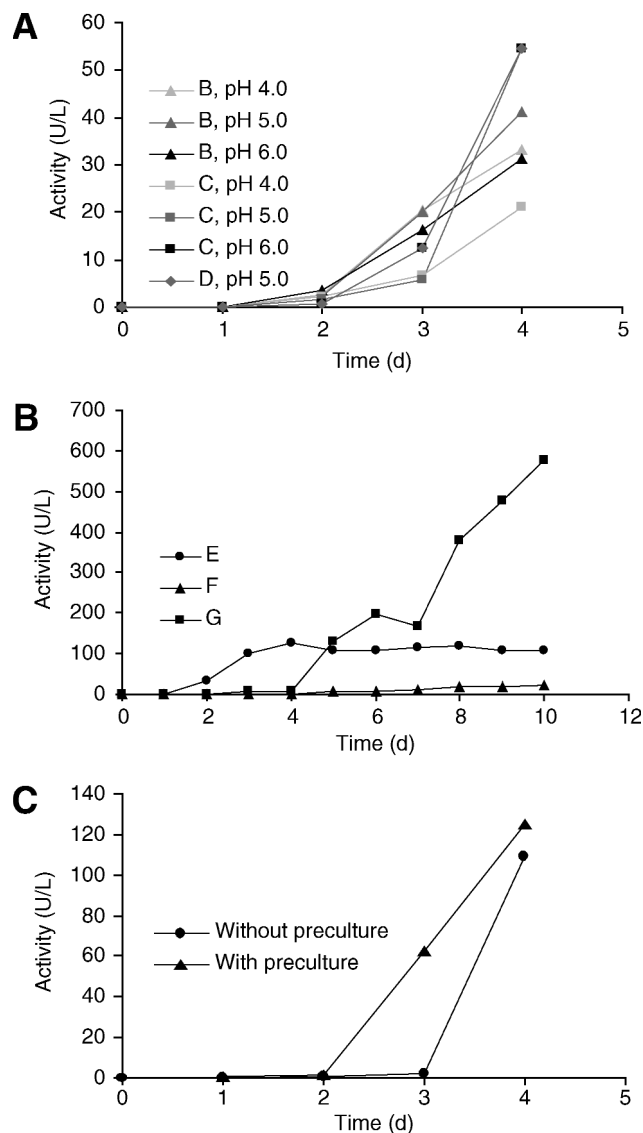 A
60
50
40
30
20
10
0
Activity (U/L)
B, pH 4.0
B, pH 5.0
B, pH 6.0
C, pH 4.0
C, pH 5.0
C, pH 6.0
D, pH 5.0
0 1 2 3 4 5
Time (d)
B
700
600
500
400
300
200
100
0
Activity (U/L)
E
F
G
0 2 4 6 8 10 12
Time (d)
C
140
120
100
80
60
40
20
0
Activity (U/L)
Without preculture
With preculture
0 1 2 3 4 5
Time (d)